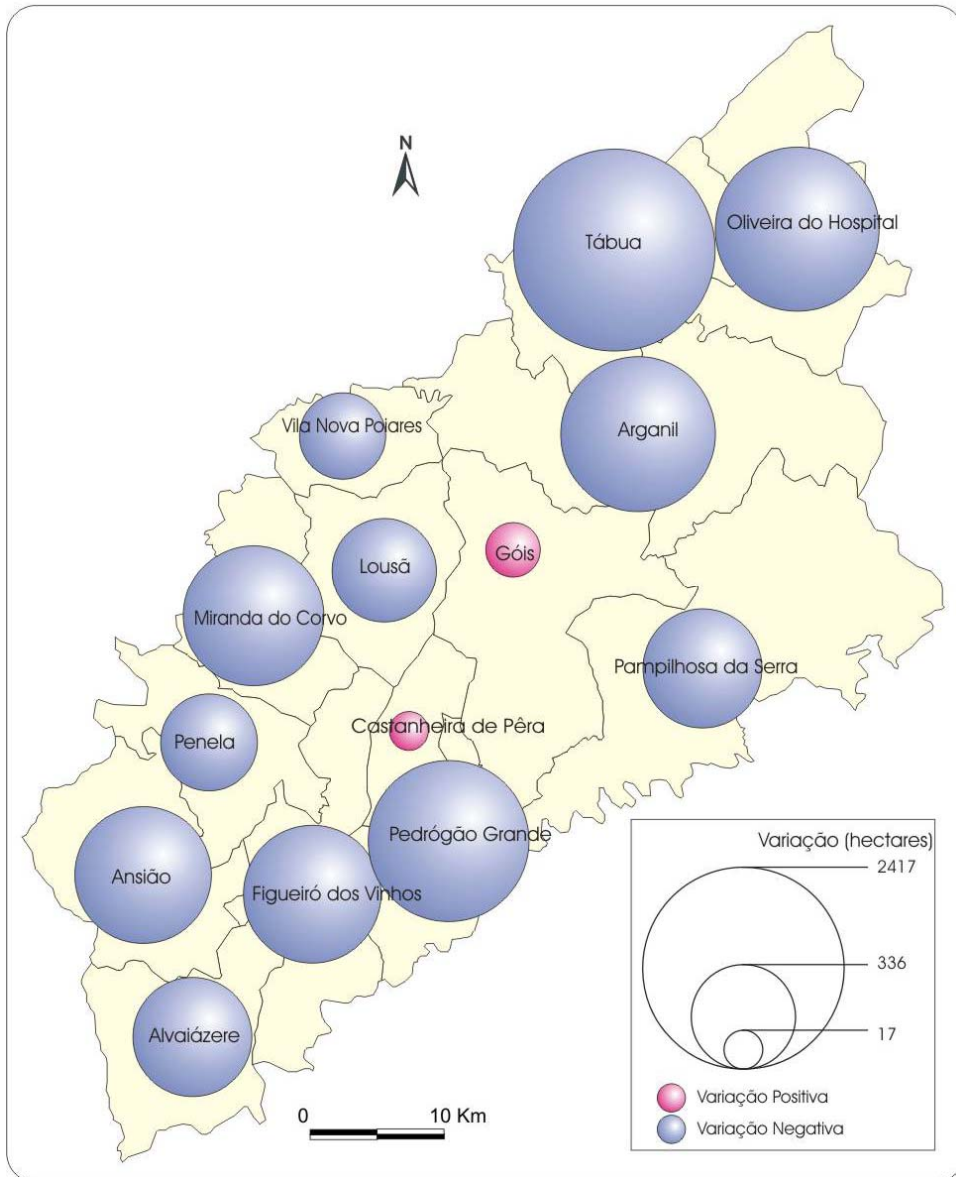 N
Oliveira do Hospital
Tábua
Vila Nova Poiares
Arganil
Góis
Lousã
Miranda do Corvo
Pampilhosa da Serra
Castanheira de Pêra
Penela
Pedrógão Grande
Ansião
Figueiró dos Vinhos
Alvaiázere
0 10 Km
Variação (hectares)
2417
336
17
Variação Positiva
Variação Negativa